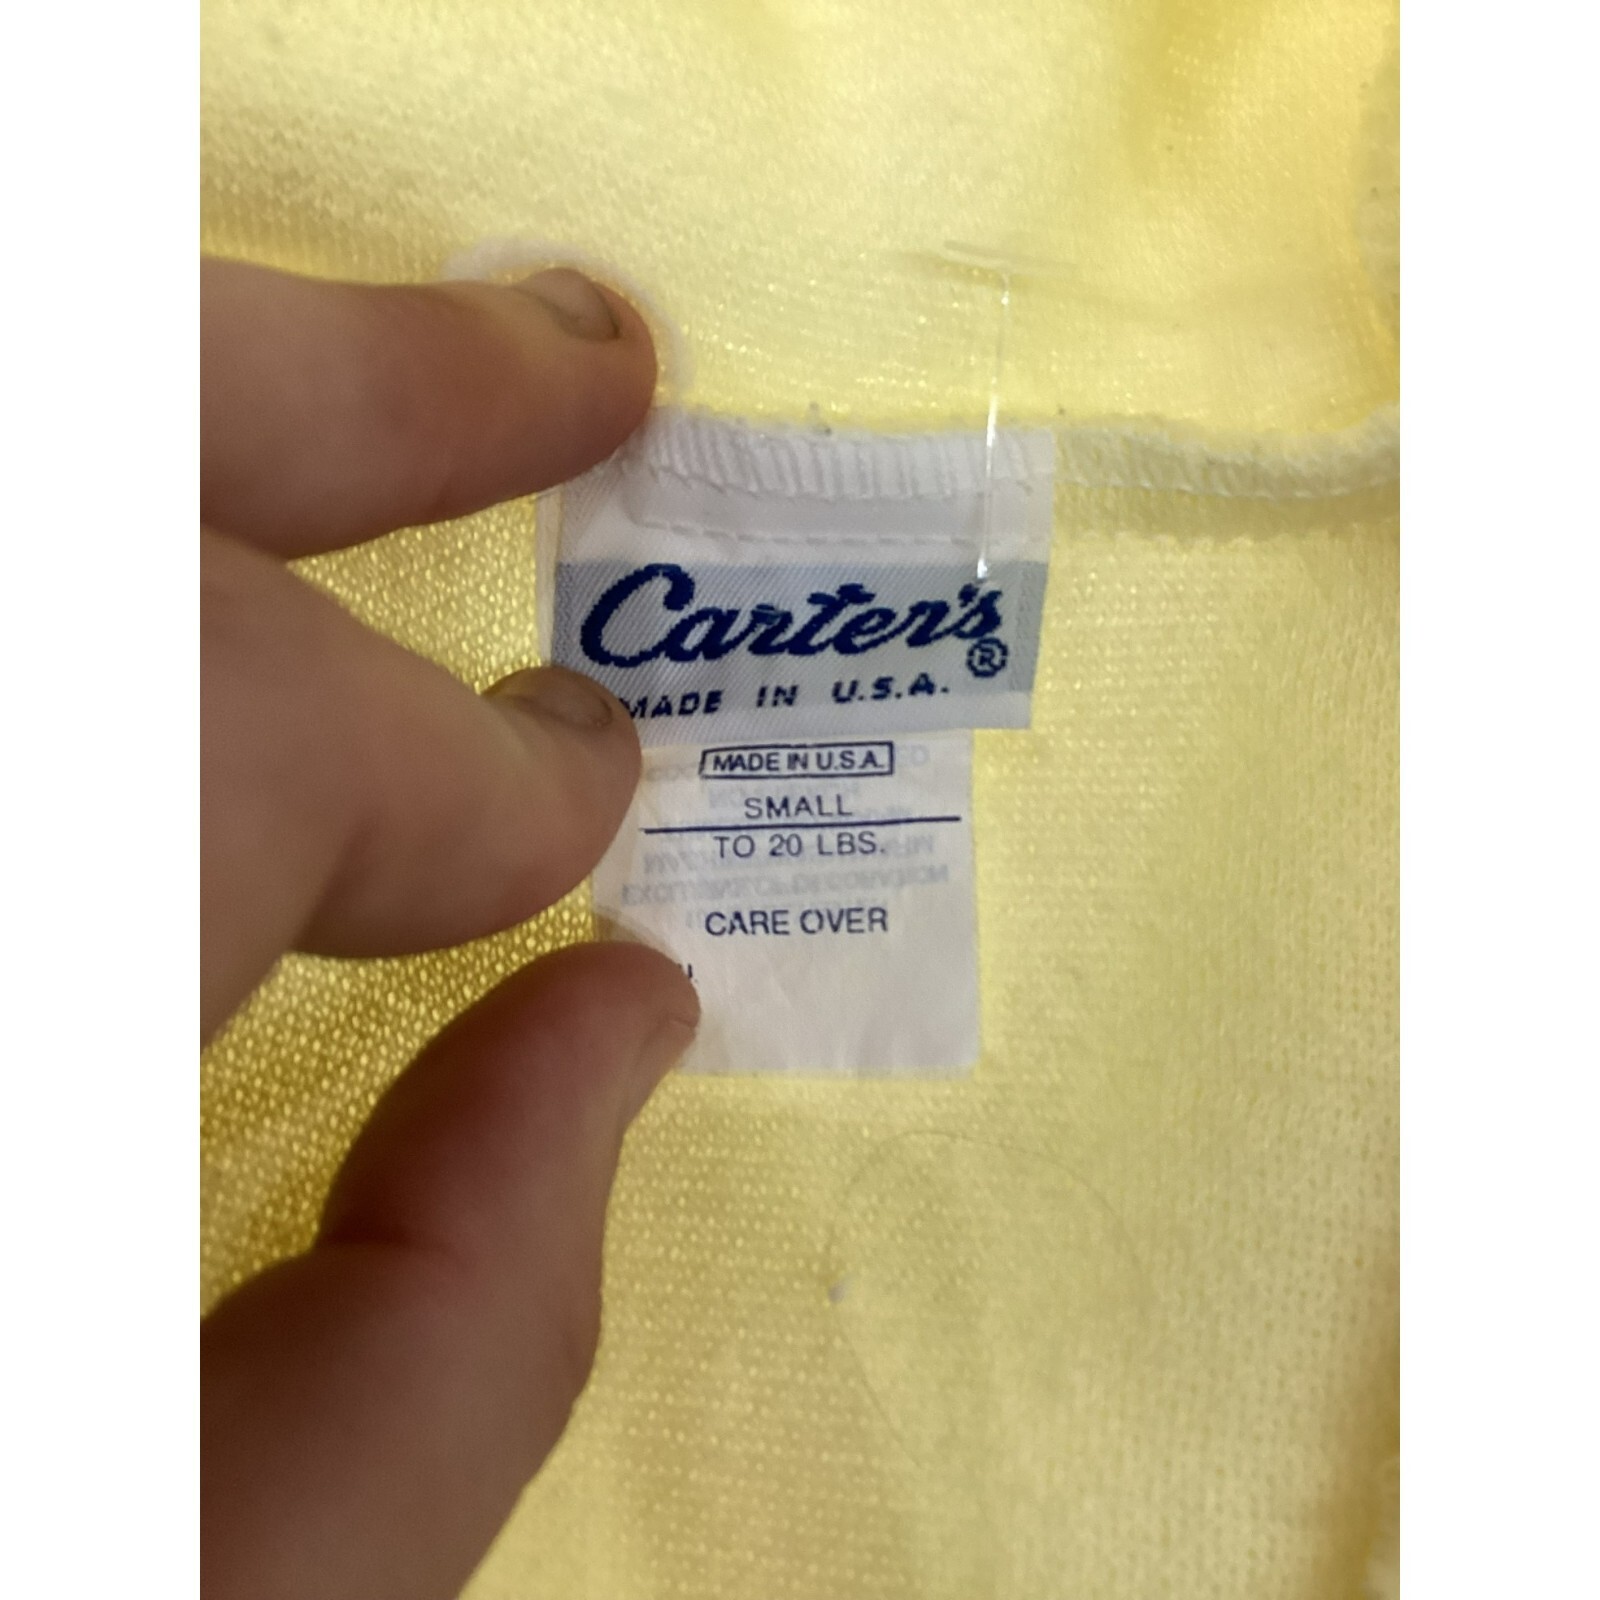 Carter's®
MADE IN U.S.A.
MADE IN U.S.A.
SMALL
TO 20 LBS.
CARE OVER